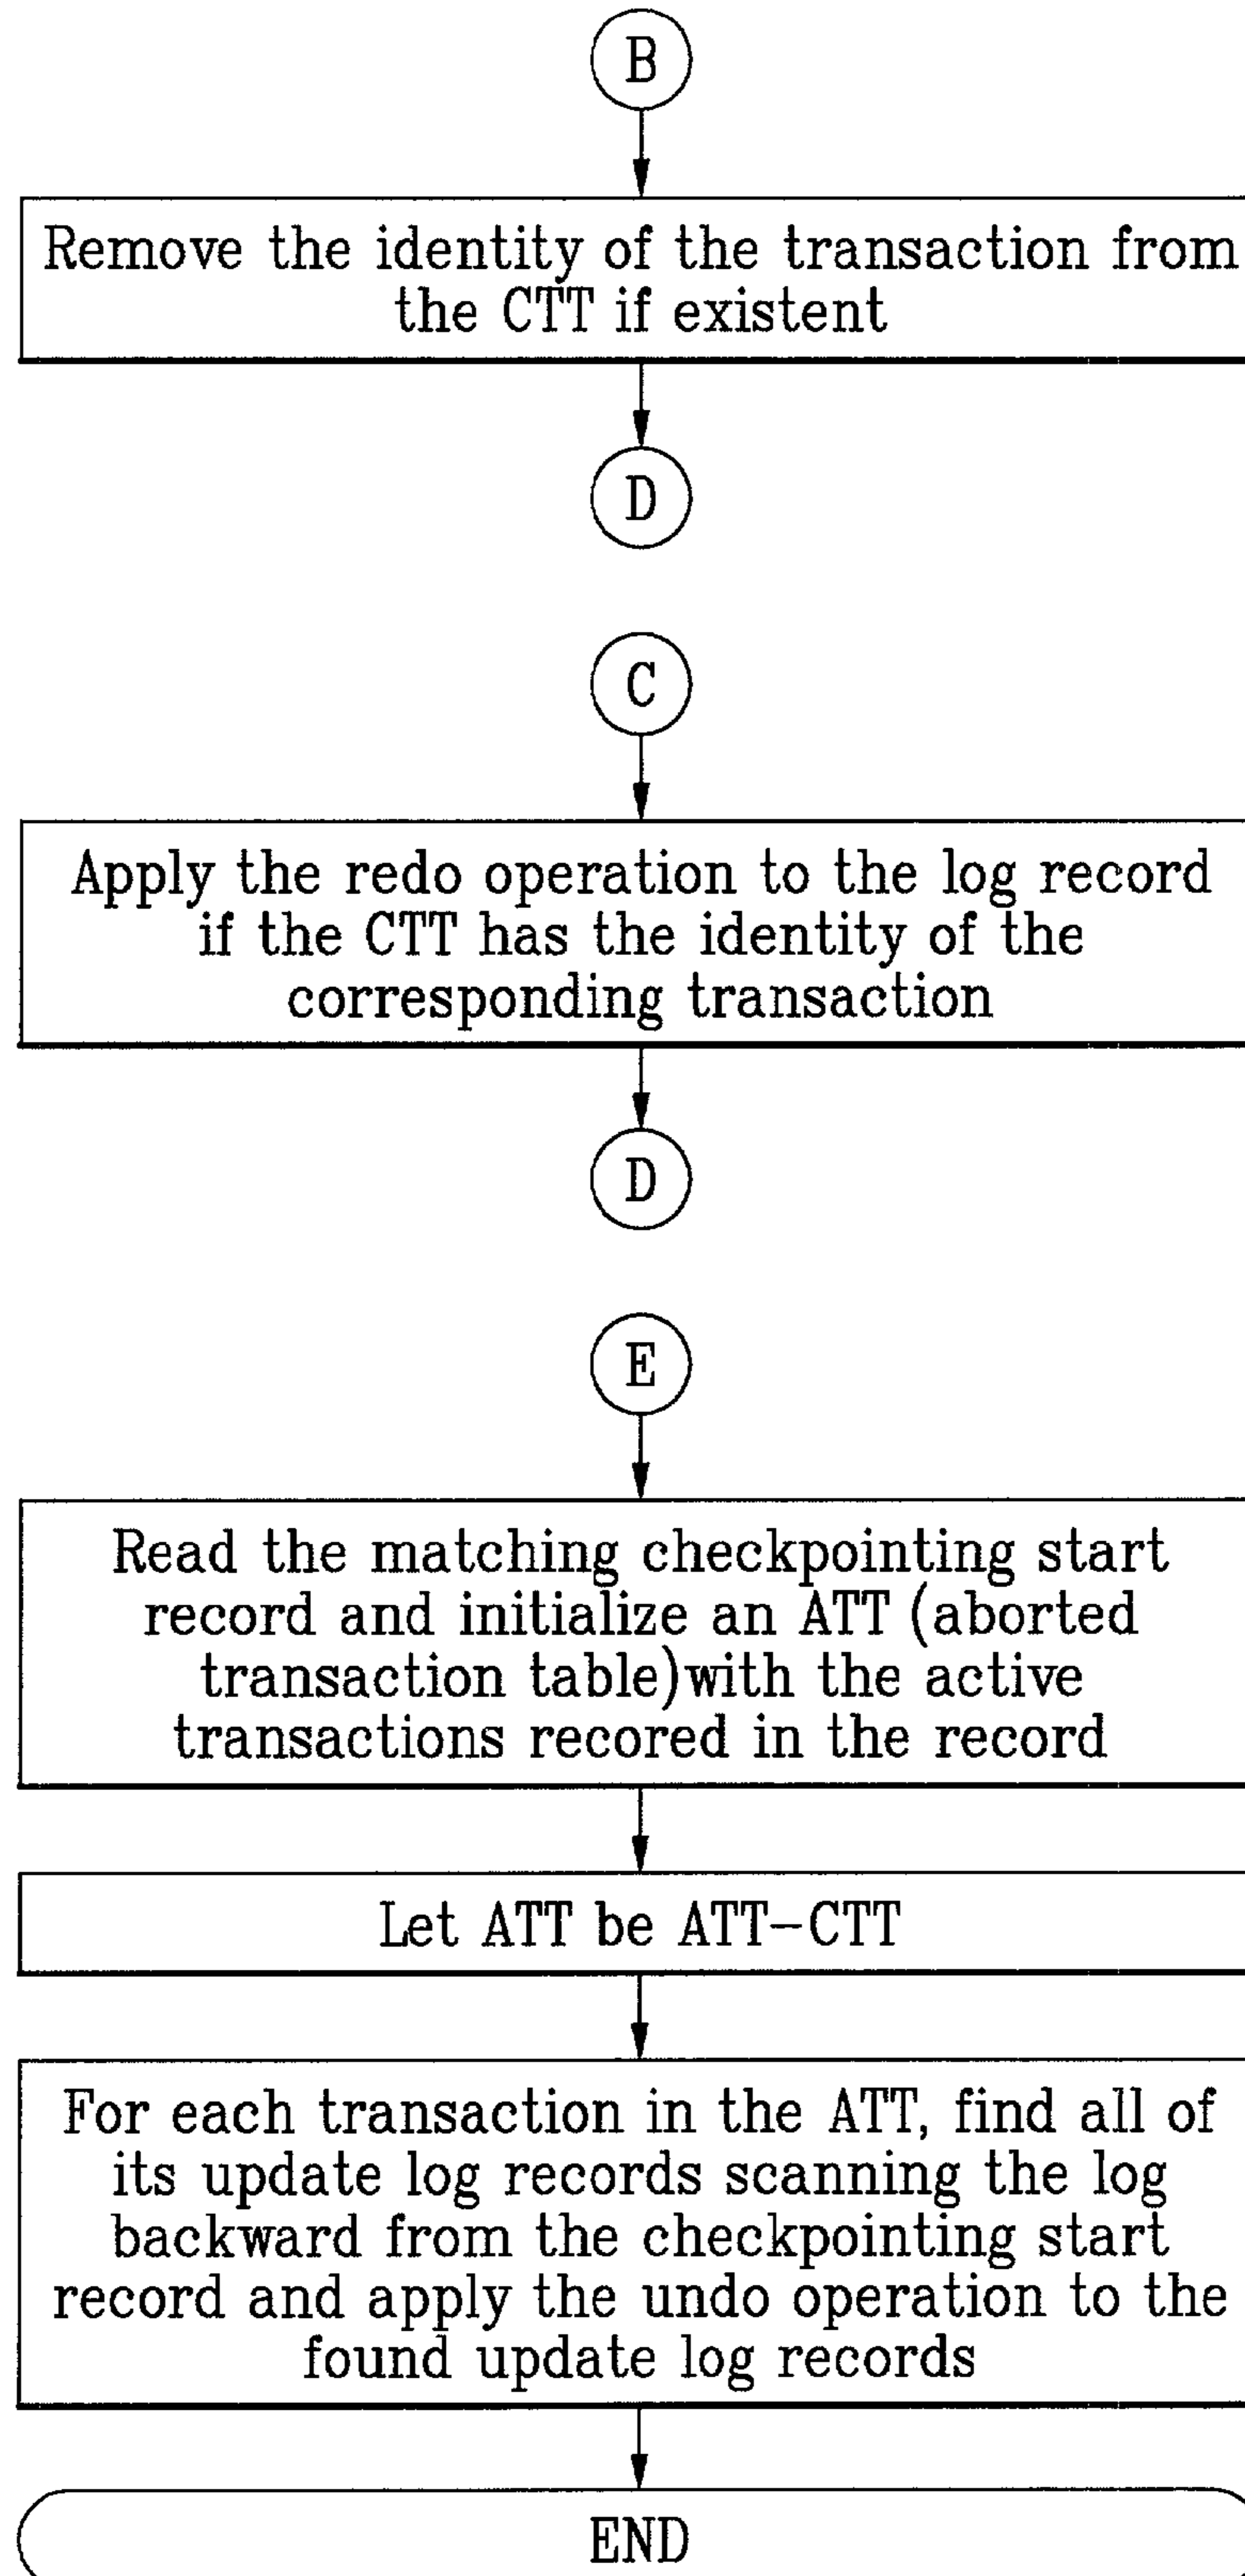 B
Remove the identity of the transaction from
the CTT if existent
D
C
Apply the redo operation to the log record
if the CTT has the identity of the
corresponding transaction
D
E
Read the matching checkpointing start
record and initialize an ATT (aborted
transaction table)with the active
transactions recored in the record
Let ATT be ATT-CTT
For each transaction in the ATT, find all of
its update log records scanning the log
backward from the checkpointing start
record and apply the undo operation to the
found update log records
END